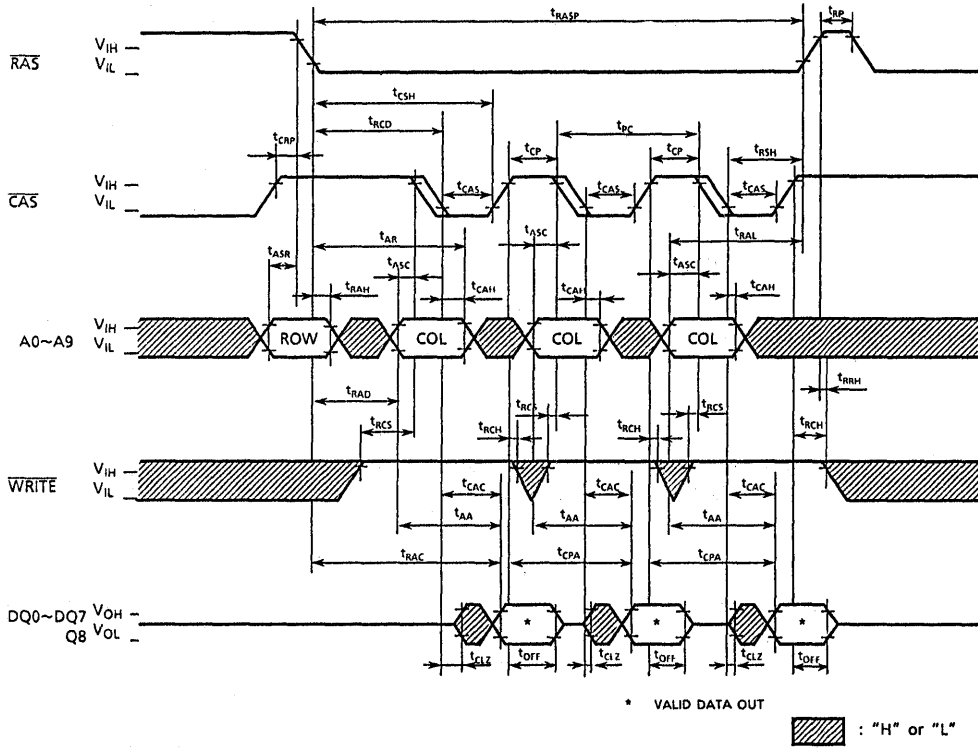 tRASP tRP
VIH
RAS
VIL
tCSH
tRCD tPC
tCRP tCP tCP tRSH
VIH
CAS
VIL
tCAS tCAS tCAS
tAR tRAL
tASR tASC tASC tASC
tRAH tCAH tCAH tCAH
VIH
A0~A9
VIL
ROW COL COL COL
tRAD tRRH
tRCS tRCS tRCS
tRCH tRCH tRCH
VIH
WRITE
VIL
tCAC tCAC tCAC
tAA tAA tAA
tRAC tCPA tCPA
DQ0~DQ7 VOH
Q8 VOL
* * *
tCLZ tOFF tCLZ tOFF tCLZ tOFF
* VALID DATA OUT
: "H" or "L"